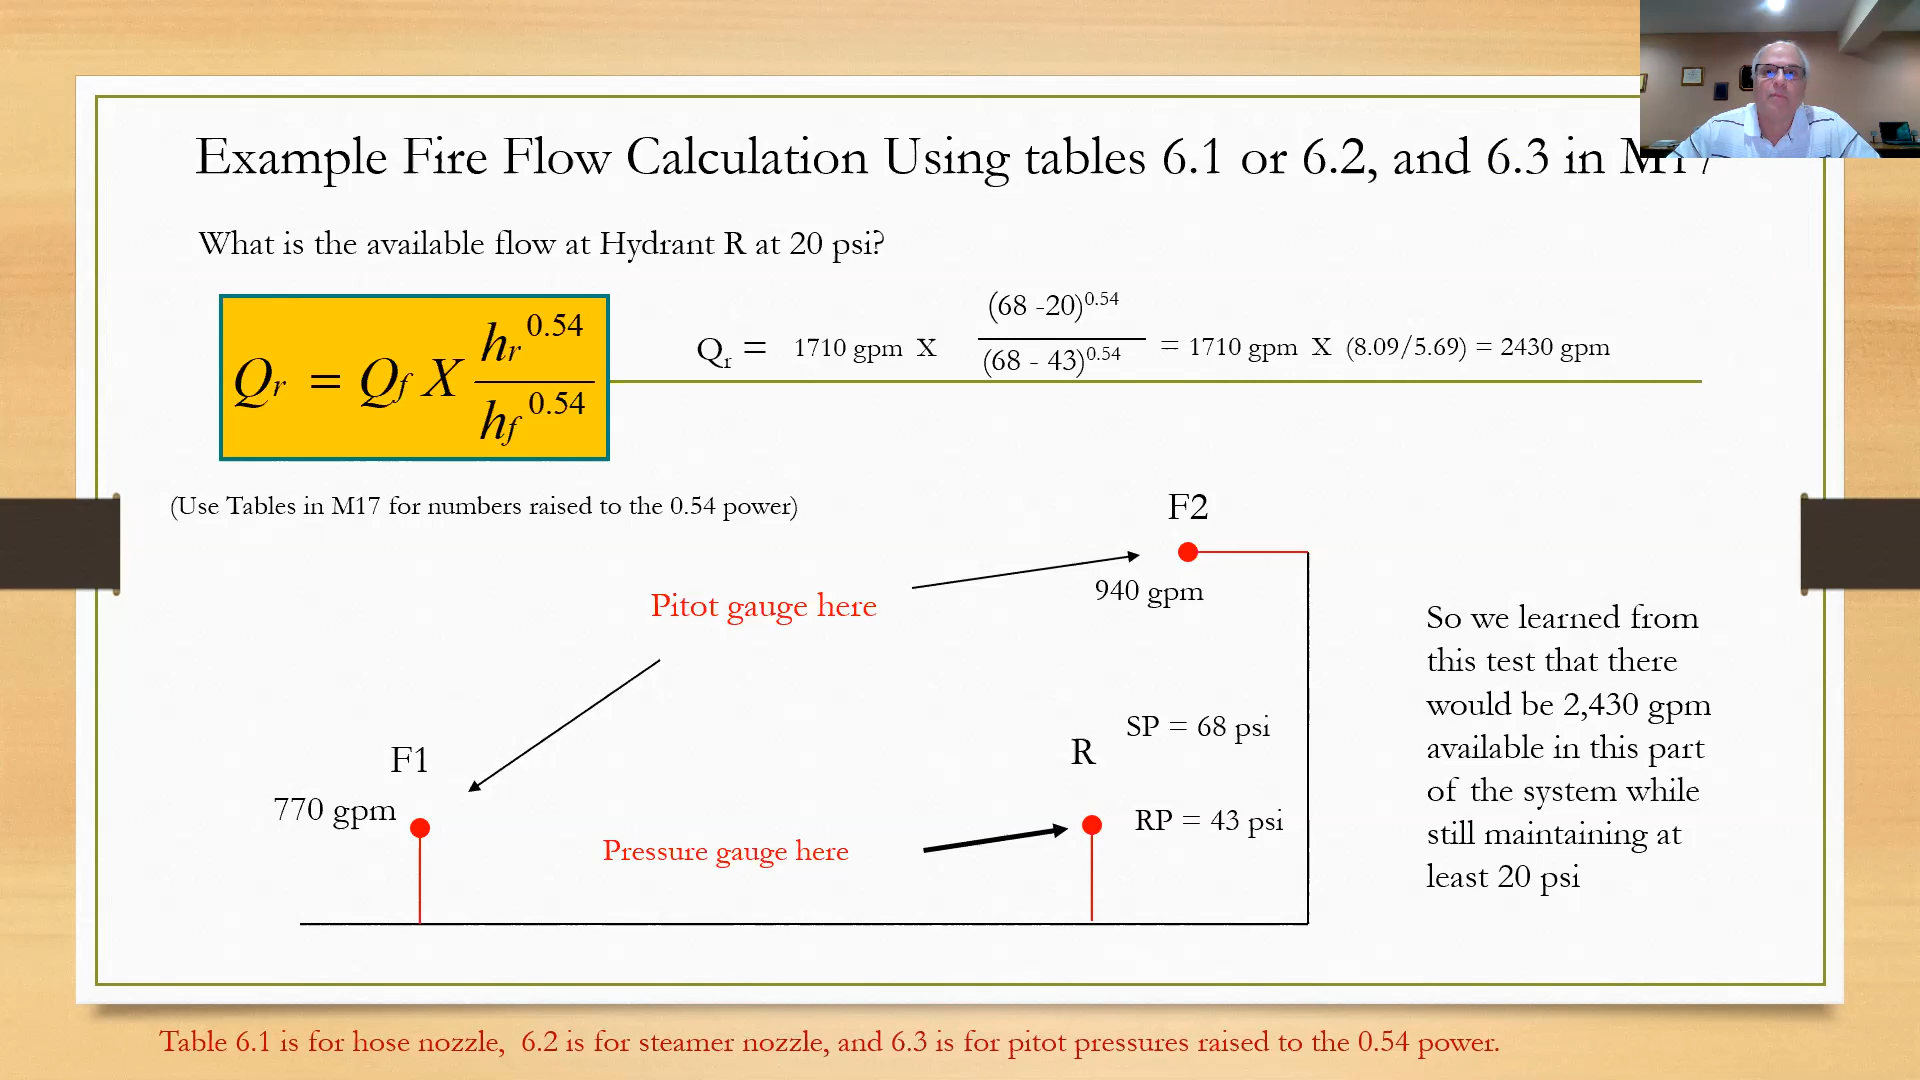 Example Fire Flow Calculation Using tables 6.1 or 6.2, and 6.3 in M17
What is the available flow at Hydrant R at 20 psi?
Qr = Qf X hr^0.54 / hf^0.54
Qr = 1710 gpm X (68 -20)^0.54 / (68 - 43)^0.54 = 1710 gpm X (8.09/5.69) = 2430 gpm
(Use Tables in M17 for numbers raised to the 0.54 power)
F2
940 gpm
Pitot gauge here
F1
770 gpm
Pressure gauge here
R
SP = 68 psi
RP = 43 psi
So we learned from
this test that there
would be 2,430 gpm
available in this part
of the system while
still maintaining at
least 20 psi
Table 6.1 is for hose nozzle, 6.2 is for steamer nozzle, and 6.3 is for pitot pressures raised to the 0.54 power.